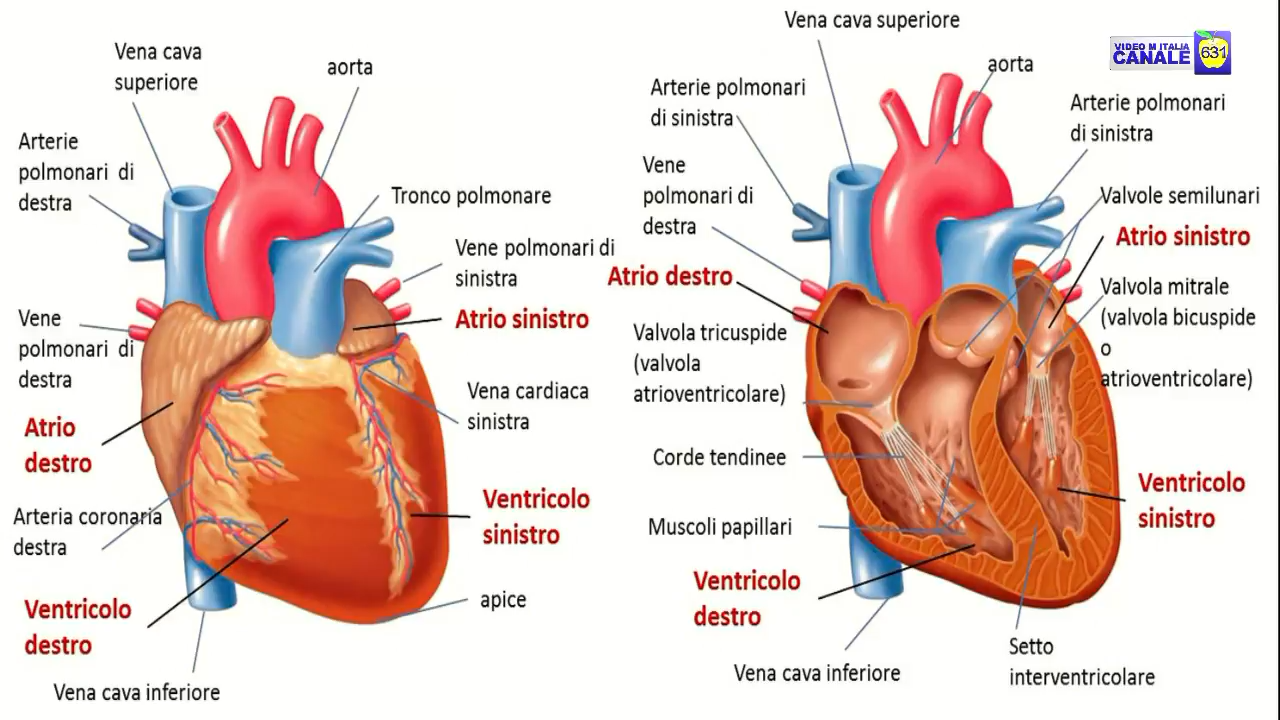 Vena cava
superiore
aorta
Arterie
polmonari di
destra
Tronco polmonare
Vene polmonari di
sinistra
Atrio sinistro
Vene
polmonari di
destra
Vena cardiaca
sinistra
Atrio
destro
Ventricolo
sinistro
Arteria coronaria
destra
apice
Ventricolo
destro
Vena cava inferiore
Vena cava superiore
VIDEO M ITALIA
CANALE 631
aorta
Arterie polmonari
di sinistra
Arterie polmonari
di sinistra
Vene
polmonari di
destra
Valvole semilunari
Atrio sinistro
Atrio destro
Valvola mitrale
(valvola bicuspide
o
atrioventricolare)
Valvola tricuspide
(valvola
atrioventricolare)
Corde tendinee
Ventricolo
sinistro
Muscoli papillari
Ventricolo
destro
Setto
interventricolare
Vena cava inferiore